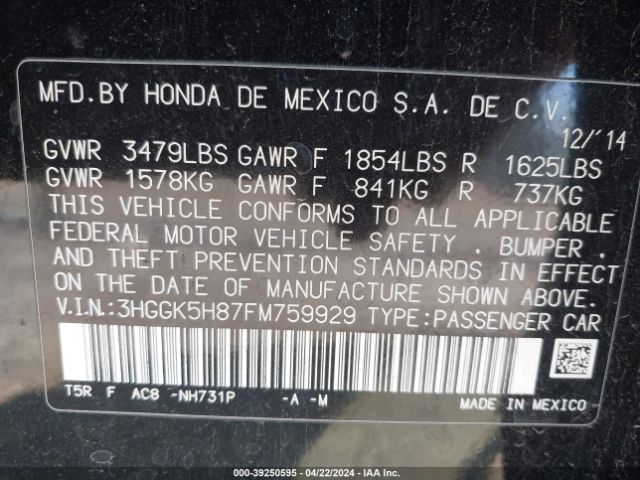 MFD.BY HONDA DE MEXICO S.A. DE C.V.
12/'14
GVWR 3479LBS GAWR F 1854LBS R 1625LBS
GVWR 1578KG GAWR F 841KG R 737KG
THIS VEHICLE CONFORMS TO ALL APPLICABLE
FEDERAL MOTOR VEHICLE SAFETY , BUMPER ,
AND THEFT PREVENTION STANDARDS IN EFFECT
ON THE DATE OF MANUFACTURE SHOWN ABOVE.
V.I.N.:3HGGK5H87FM759929 TYPE:PASSENGER CAR
T5R F AC8 -NH731P -A -M
MADE IN MEXICO
000-39250595 - 04/22/2024 - IAA Inc.